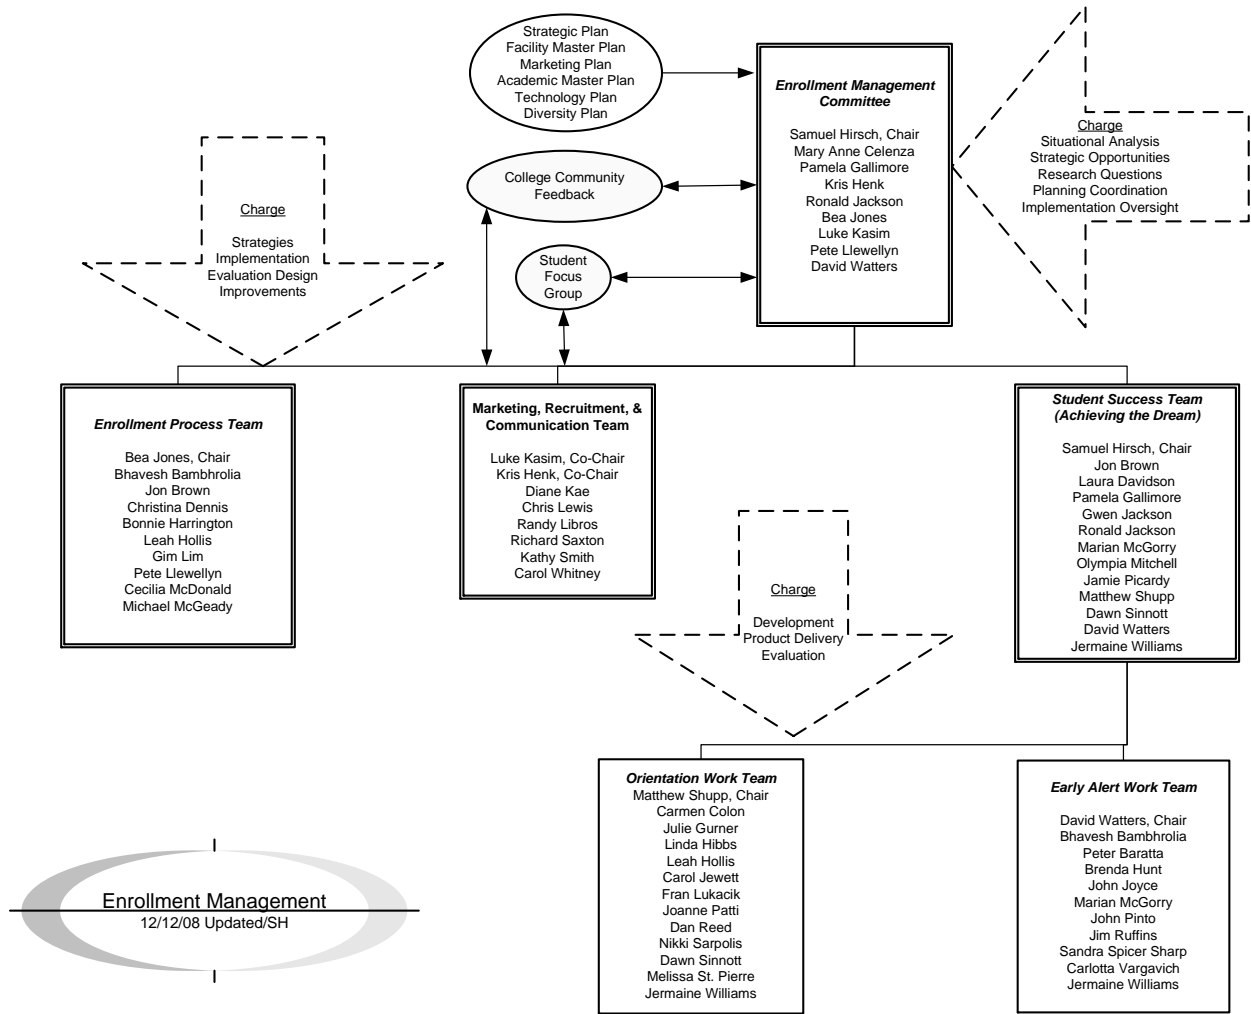 Strategic Plan
Facility Master Plan
Marketing Plan
Academic Master Plan
Technology Plan
Diversity Plan
Enrollment Management
Committee
Samuel Hirsch, Chair
Mary Anne Celenza
Pamela Gallimore
Kris Henk
Ronald Jackson
Bea Jones
Luke Kasim
Pete Llewellyn
David Watters
Charge
Situational Analysis
Strategic Opportunities
Research Questions
Planning Coordination
Implementation Oversight
College Community
Feedback
Student
Focus
Group
Charge
Strategies
Implementation
Evaluation Design
Improvements
Enrollment Process Team
Bea Jones, Chair
Bhavesh Bambhrolia
Jon Brown
Christina Dennis
Bonnie Harrington
Leah Hollis
Gim Lim
Pete Llewellyn
Cecilia McDonald
Michael McGeady
Marketing, Recruitment, &
Communication Team
Luke Kasim, Co-Chair
Kris Henk, Co-Chair
Diane Kae
Chris Lewis
Randy Libros
Richard Saxton
Kathy Smith
Carol Whitney
Student Success Team
(Achieving the Dream)
Samuel Hirsch, Chair
Jon Brown
Laura Davidson
Pamela Gallimore
Gwen Jackson
Ronald Jackson
Marian McGorry
Olympia Mitchell
Jamie Picardy
Matthew Shupp
Dawn Sinnott
David Watters
Jermaine Williams
Charge
Development
Product Delivery
Evaluation
Orientation Work Team
Matthew Shupp, Chair
Carmen Colon
Julie Gurner
Linda Hibbs
Leah Hollis
Carol Jewett
Fran Lukacik
Joanne Patti
Dan Reed
Nikki Sarpolis
Dawn Sinnott
Melissa St. Pierre
Jermaine Williams
Early Alert Work Team
David Watters, Chair
Bhavesh Bambhrolia
Peter Baratta
Brenda Hunt
John Joyce
Marian McGorry
John Pinto
Jim Ruffins
Sandra Spicer Sharp
Carlotta Vargavich
Jermaine Williams
Enrollment Management
12/12/08 Updated/SH